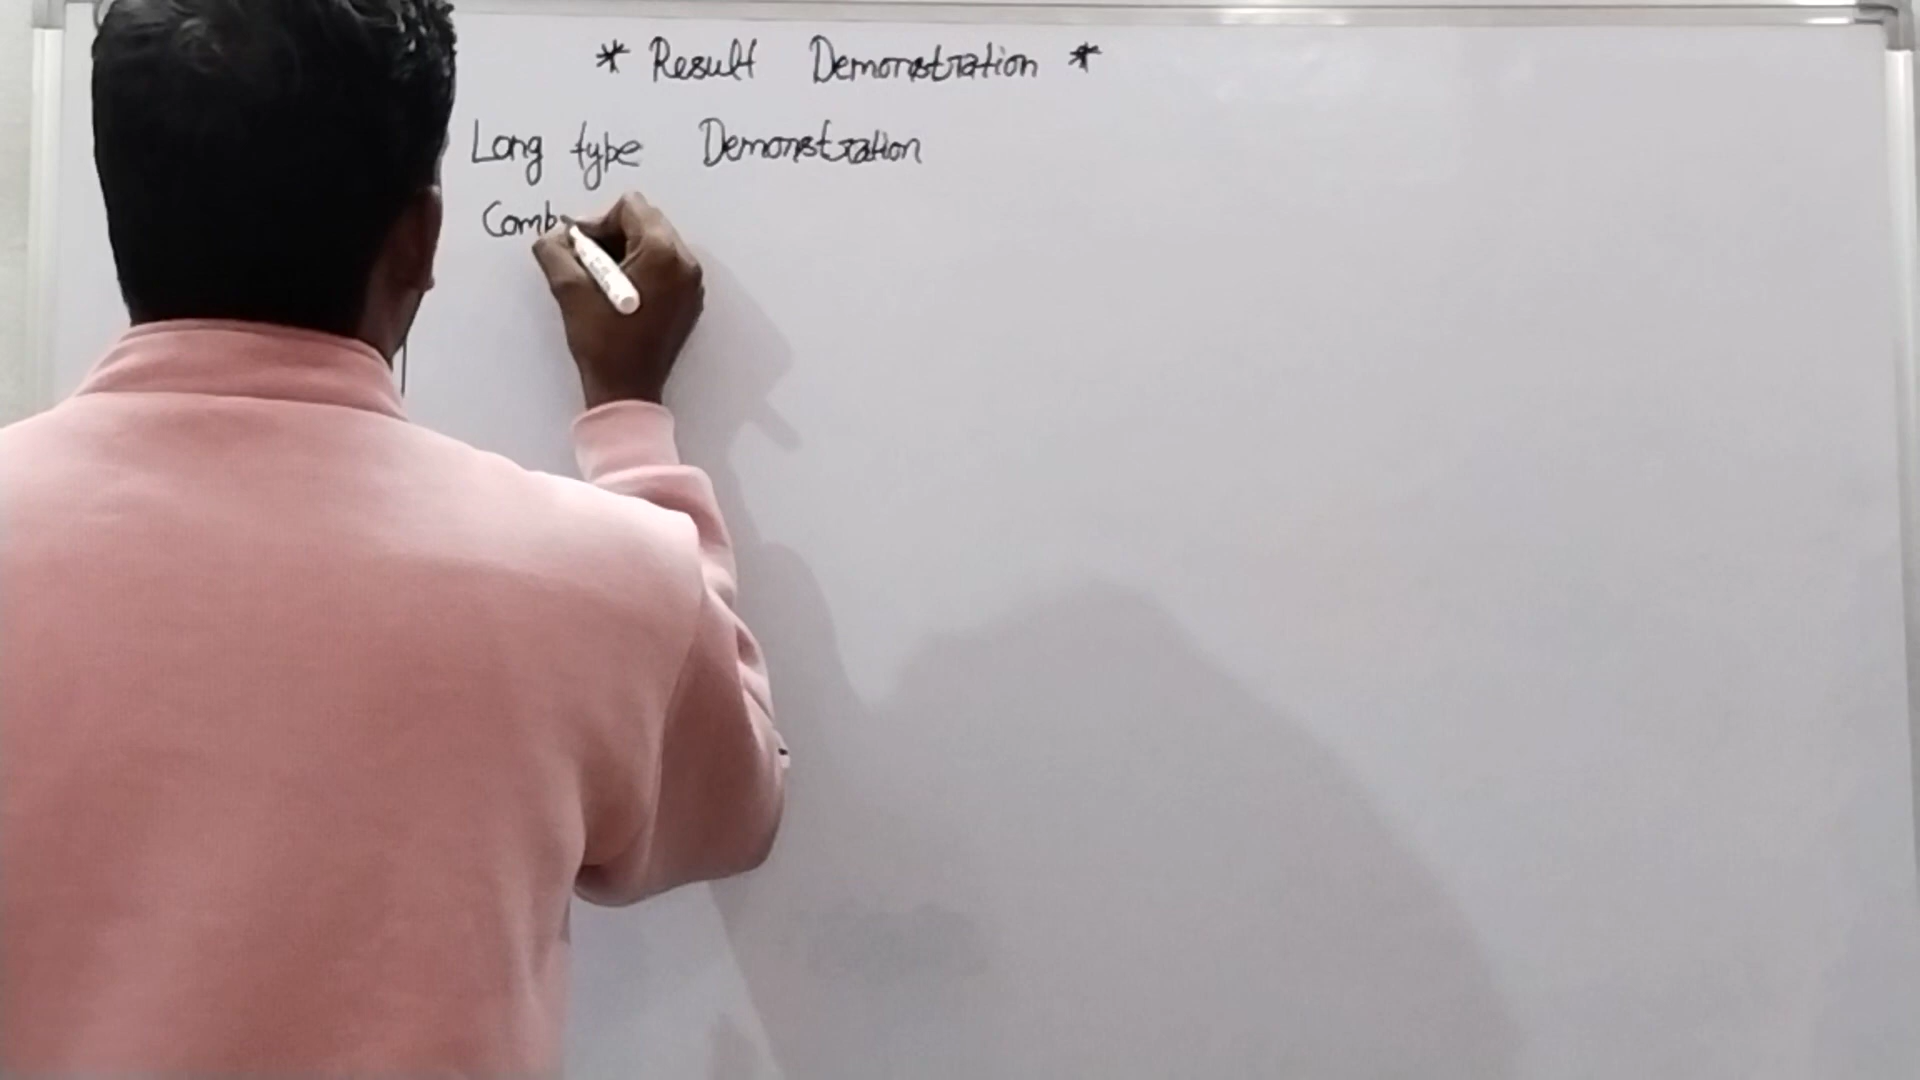 * Result Demonstration *
Long type Demonstration
Comb